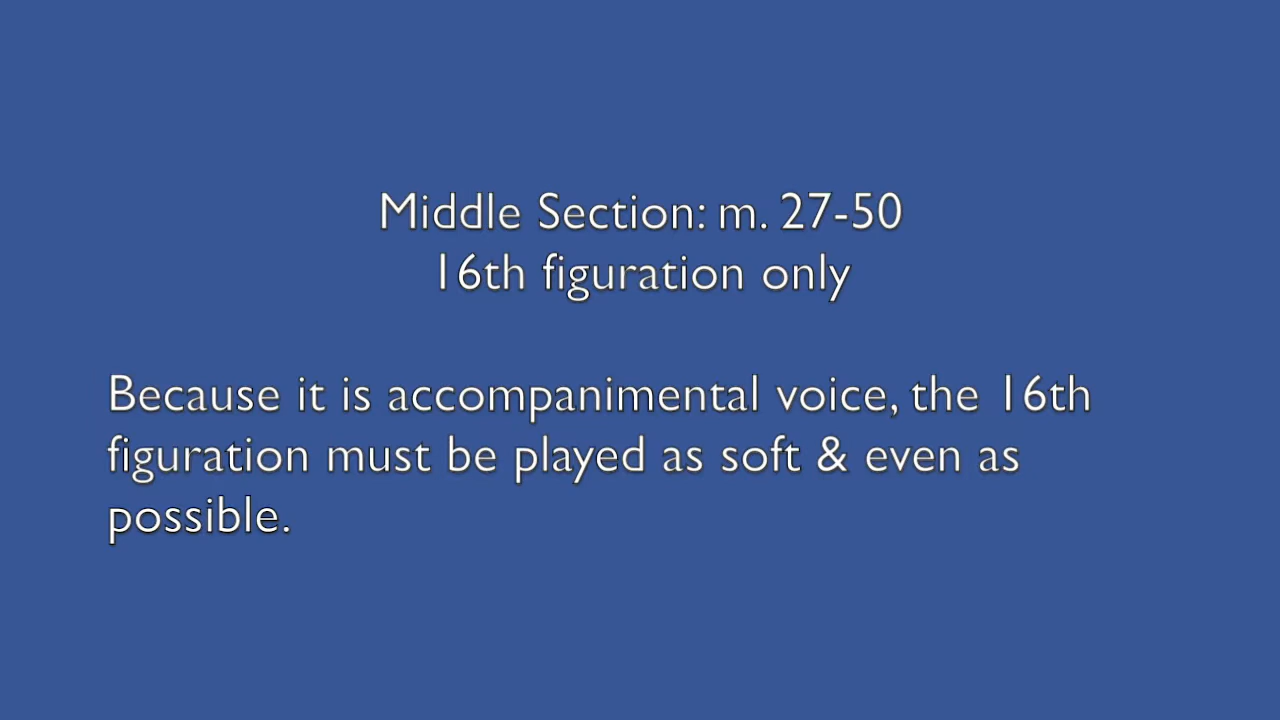 Middle Section: m. 27-50
16th figuration only
Because it is accompanimental voice, the 16th
figuration must be played as soft & even as
possible.